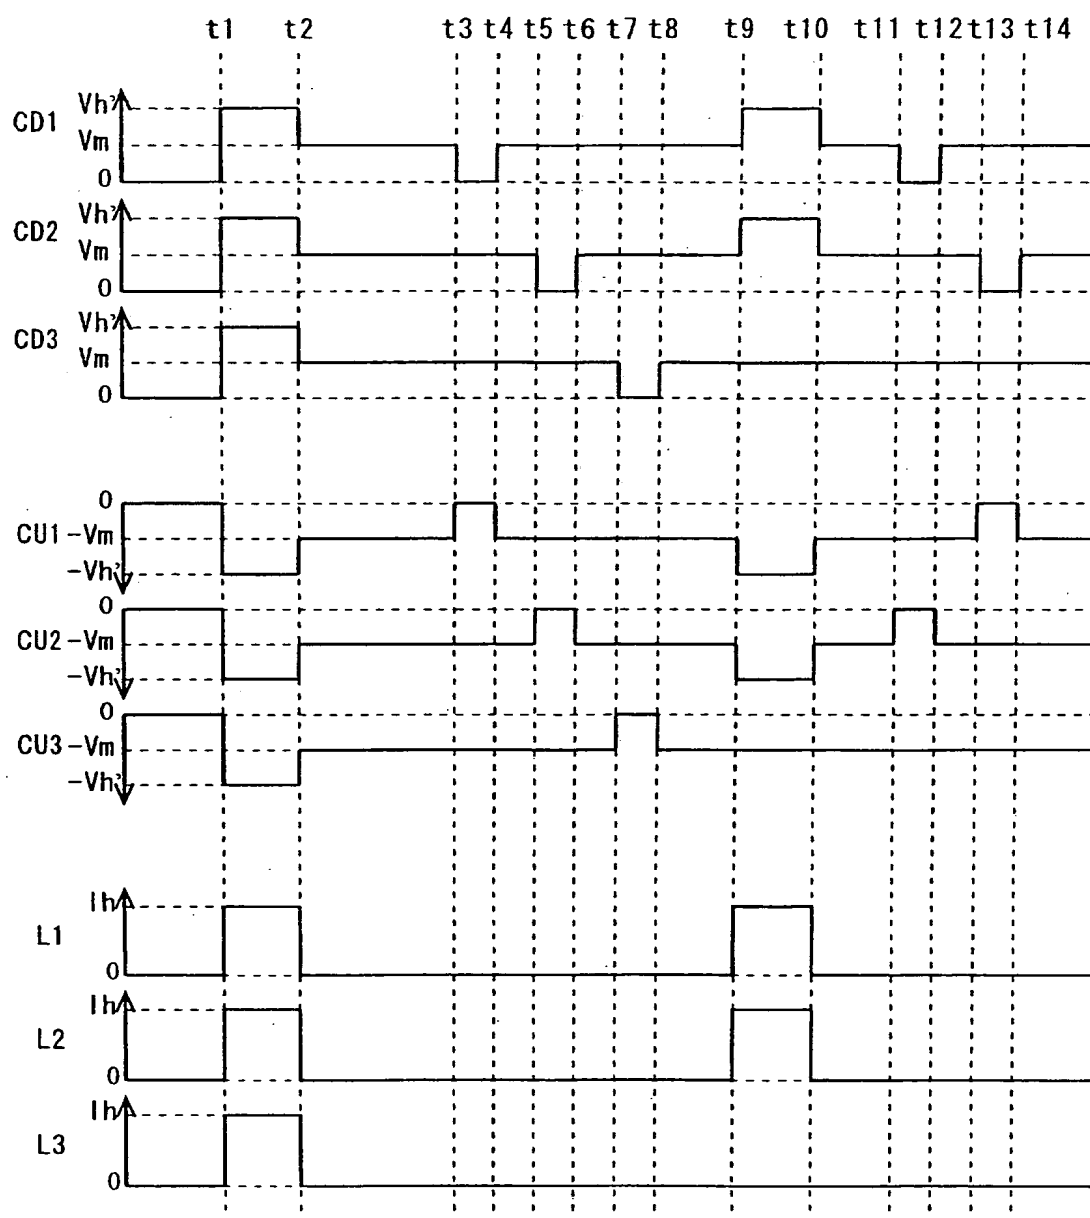 t1 t2 t3 t4 t5 t6 t7 t8 t9 t10 t11 t12 t13 t14
Vh'
CD1
Vm
0
Vh'
CD2
Vm
0
Vh'
CD3
Vm
0
0
CU1 -Vm
-Vh'
0
CU2 -Vm
-Vh'
0
CU3 -Vm
-Vh'
Ih
L1
0
Ih
L2
0
Ih
L3
0